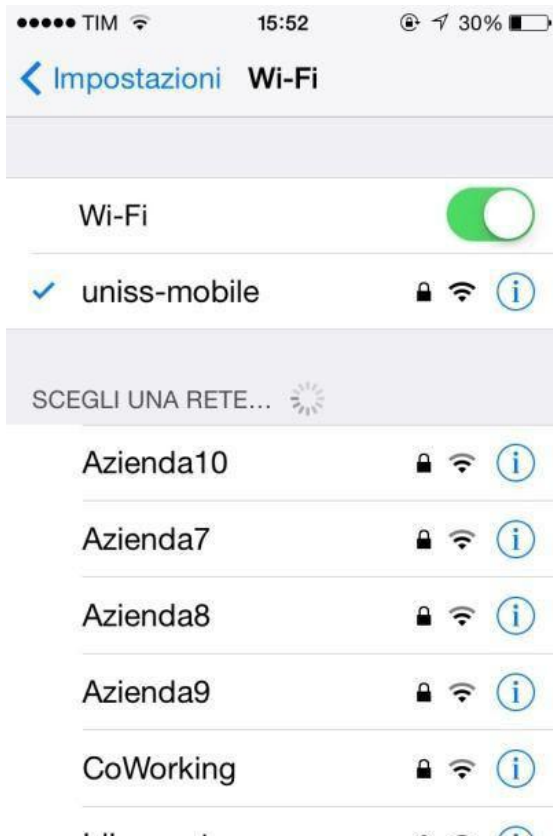 TIM 15:52 30%
Impostazioni Wi-Fi
Wi-Fi
uniss-mobile
SCEGLI UNA RETE...
Azienda10
Azienda7
Azienda8
Azienda9
CoWorking